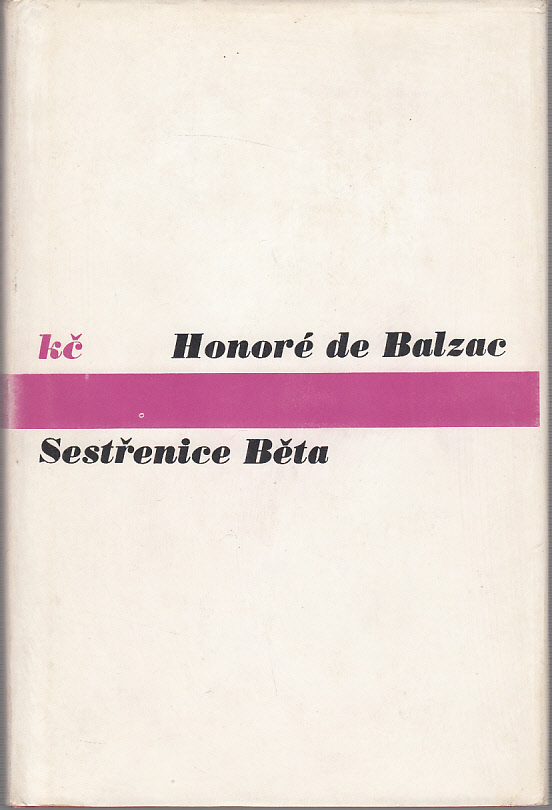 kč Honoré de Balzac
Sestřenice Běta